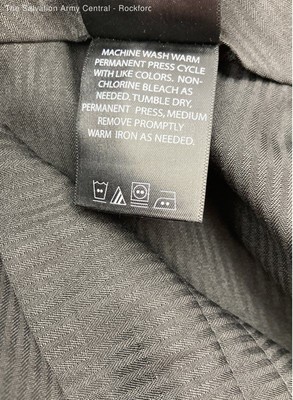 The Salvation Army Central - Rockford
MACHINE WASH WARM
PERMANENT PRESS CYCLE
WITH LIKE COLORS. NON-
CHLORINE BLEACH AS
NEEDED. TUMBLE DRY,
PERMANENT PRESS, MEDIUM
REMOVE PROMPTLY
WARM IRON AS NEEDED.